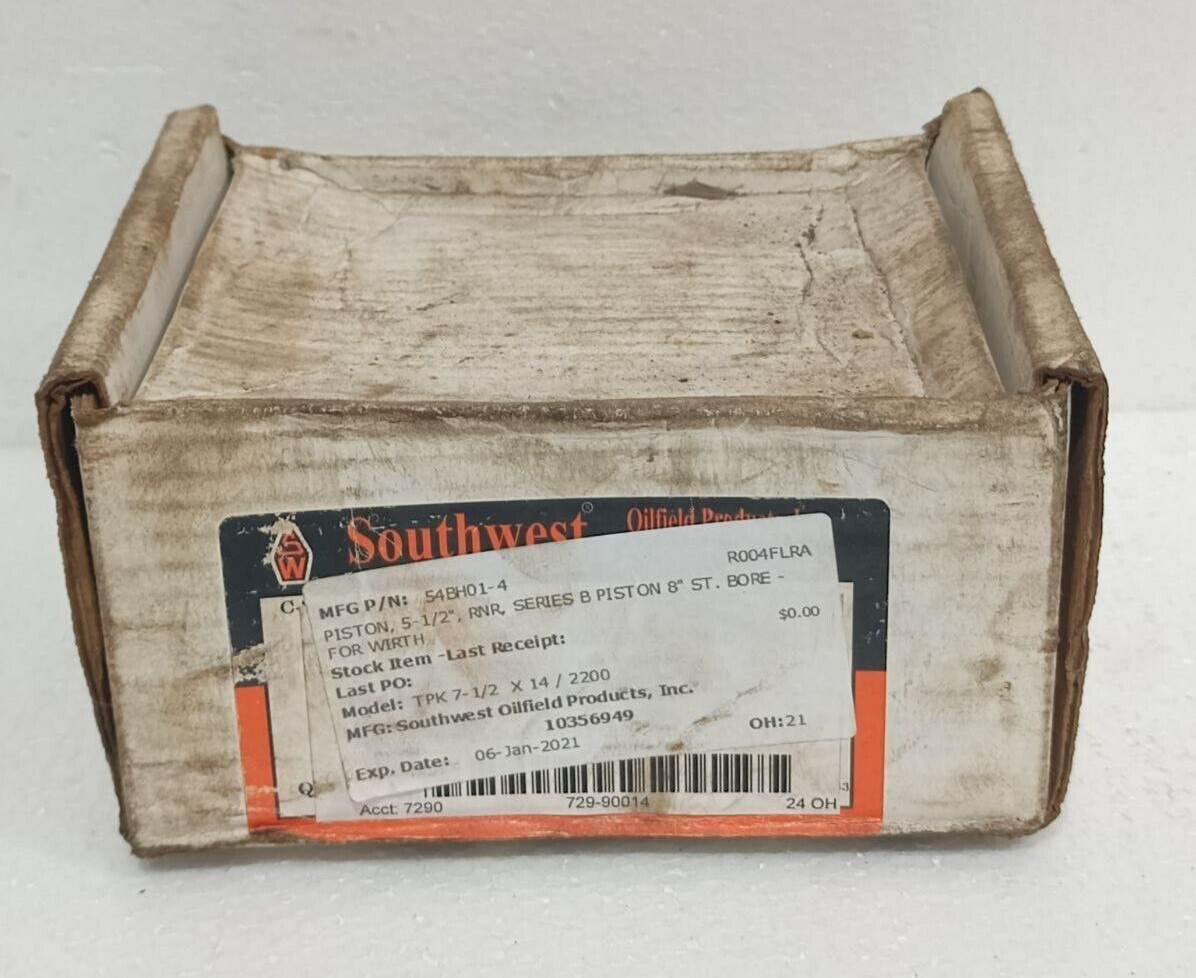 SW
Southwest® Oilfield
R004FLRA
MFG P/N: 54BH01-4
PISTON, 5-1/2", RNR, SERIES B PISTON 8" ST. BORE -
FOR WIRTH
$0.00
Stock Item -Last Receipt:
Last PO:
Model: TPK 7-1/2 X 14 / 2200
MFG: Southwest Oilfield Products, Inc.
10356949
OH:21
Exp. Date: 06-Jan-2021
Acct: 7290 729-90014 24 OH